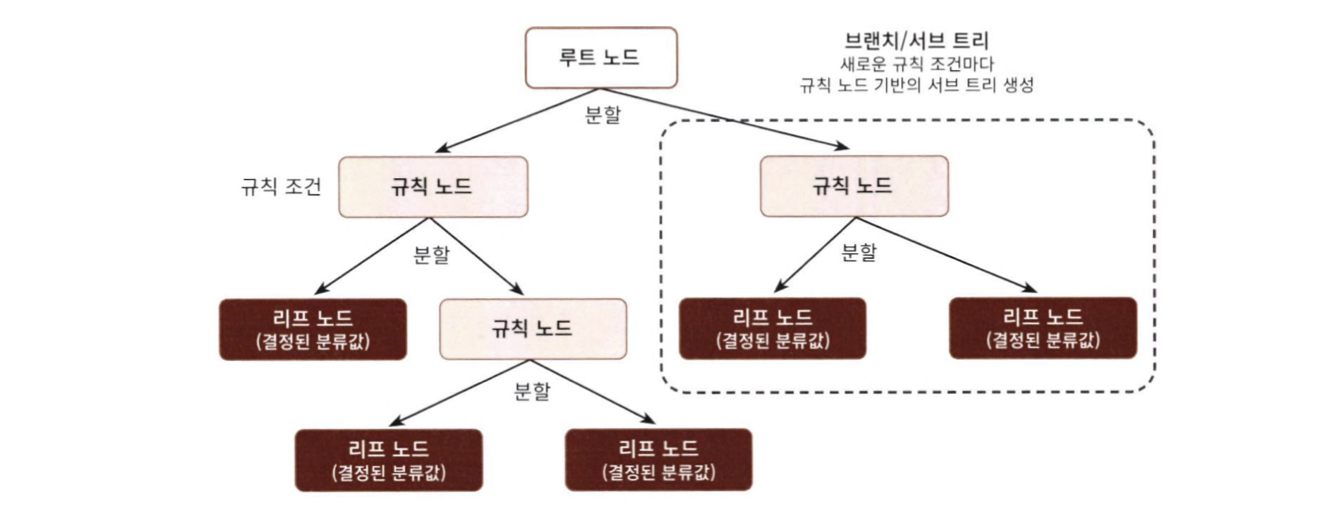 루트 노드
브랜치/서브 트리
새로운 규칙 조건마다
규칙 노드 기반의 서브 트리 생성
분할
규칙 조건
규칙 노드
규칙 노드
분할
분할
리프 노드
(결정된 분류값)
규칙 노드
리프 노드
(결정된 분류값)
리프 노드
(결정된 분류값)
분할
리프 노드
(결정된 분류값)
리프 노드
(결정된 분류값)